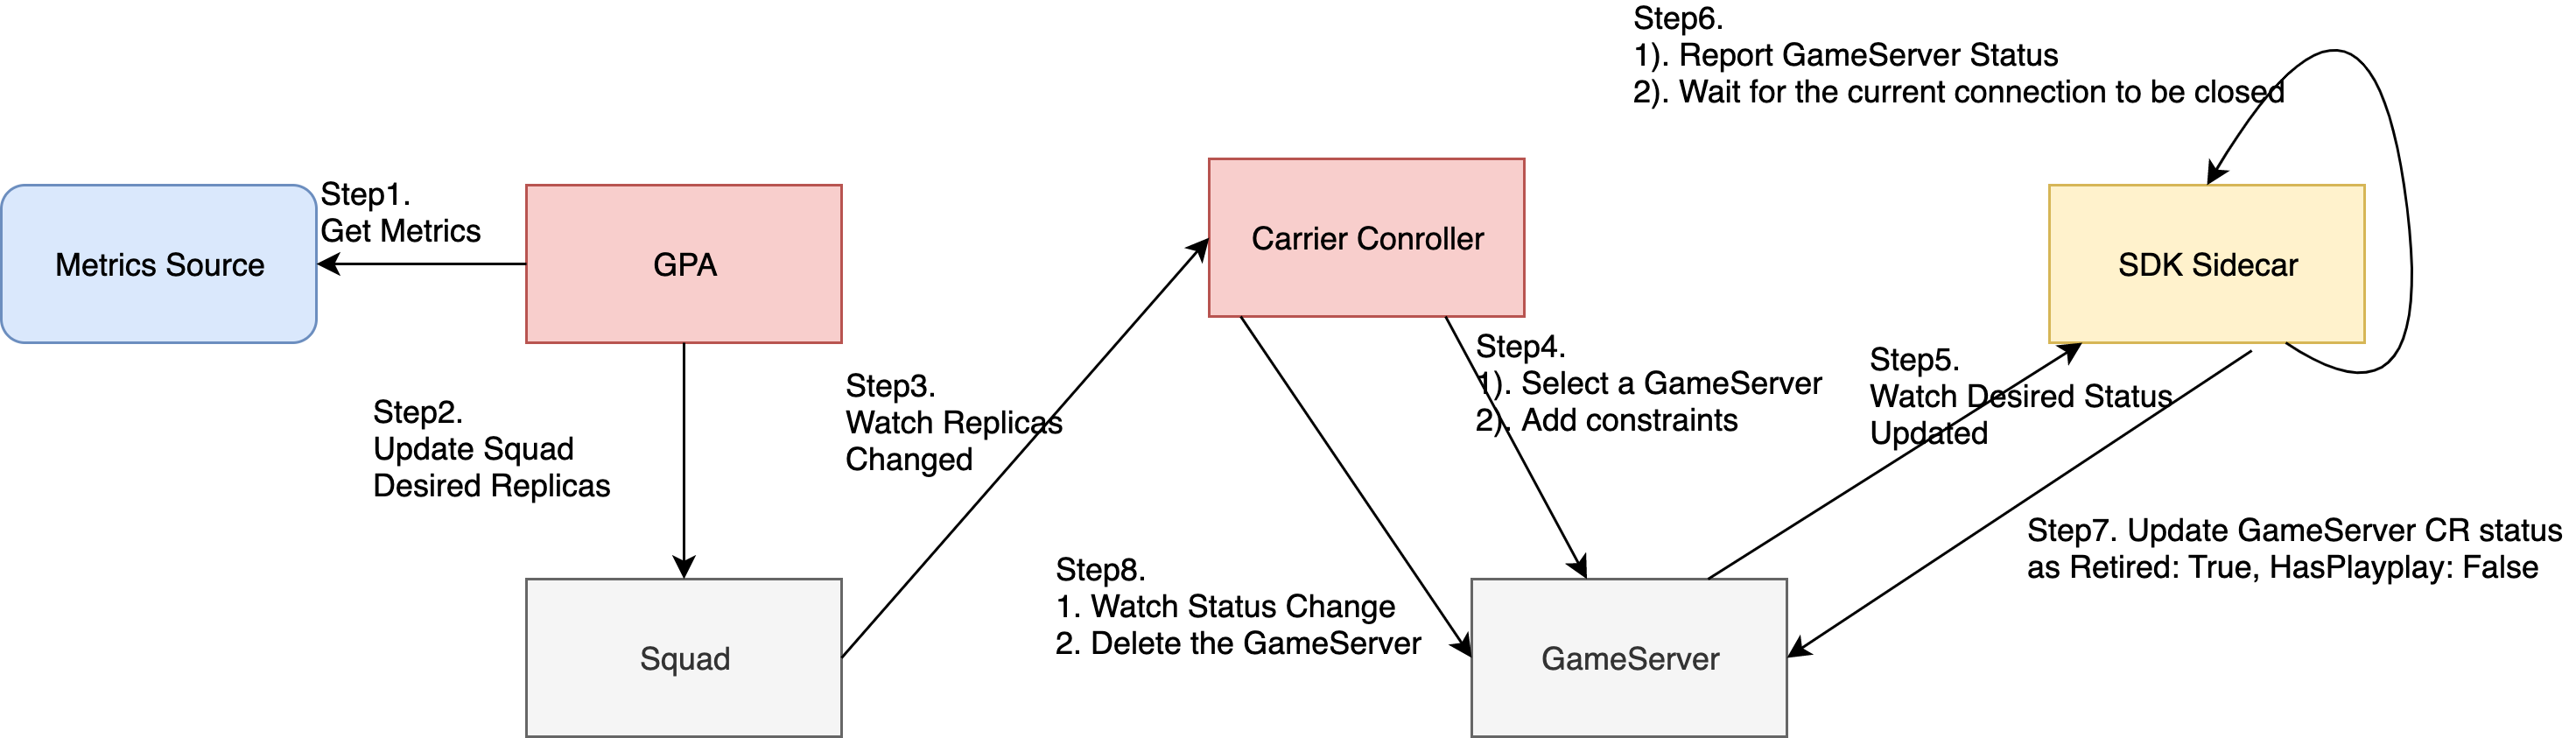 Step6.
1). Report GameServer Status
2). Wait for the current connection to be closed
Step1.
Get Metrics
Metrics Source
GPA
Carrier Conroller
SDK Sidecar
Step2.
Update Squad
Desired Replicas
Step3.
Watch Replicas
Changed
Step4.
1). Select a GameServer
2). Add constraints
Step5.
Watch Desired Status
Updated
Step7. Update GameServer CR status
as Retired: True, HasPlayplay: False
Step8.
1. Watch Status Change
2. Delete the GameServer
Squad
GameServer